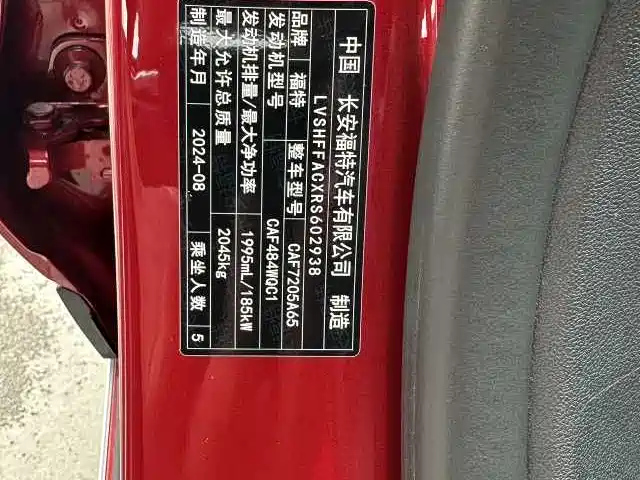 中国 长安福特汽车有限公司 制造
LVSHFFACXRS602938
品牌 福特 整车型号 CAF7205A65
发动机型号 CAF484WQC1
发动机排量/最大净功率 1995mL/185kW
最大允许总质量 2045kg
制造年月 2024-08 乘坐人数 5